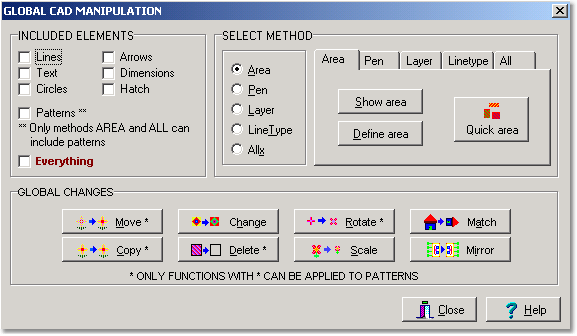 GLOBAL CAD MANIPULATION
INCLUDED ELEMENTS
Lines
Arrows
Text
Dimensions
Circles
Hatch
Patterns **
** Only methods AREA and ALL can
include patterns
Everything
SELECT METHOD
Area
Pen
Layer
LineType
Allx
Area Pen Layer Linetype All
Show area
Define area
Quick area
GLOBAL CHANGES
Move * Change Rotate * Match
Copy * Delete * Scale Mirror
* ONLY FUNCTIONS WITH * CAN BE APPLIED TO PATTERNS
Close Help